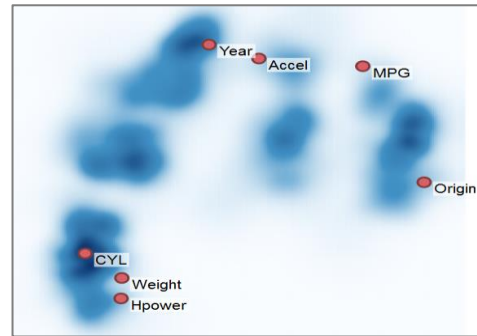 Year
Accel
MPG
Origin
CYL
Weight
Hpower